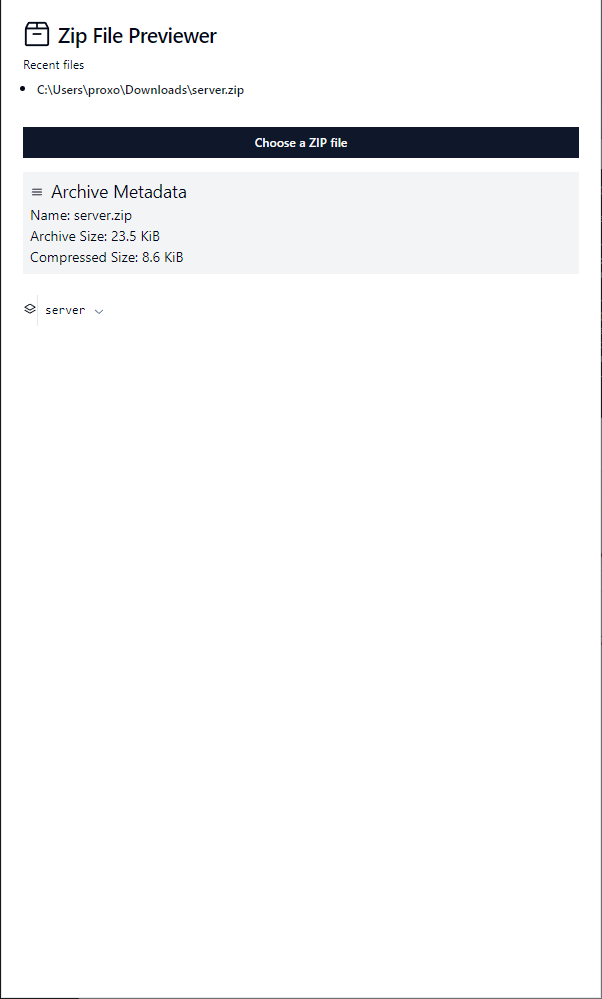 Zip File Previewer
Recent files
C:\Users\proxo\Downloads\server.zip
Choose a ZIP file
Archive Metadata
Name: server.zip
Archive Size: 23.5 KiB
Compressed Size: 8.6 KiB
server